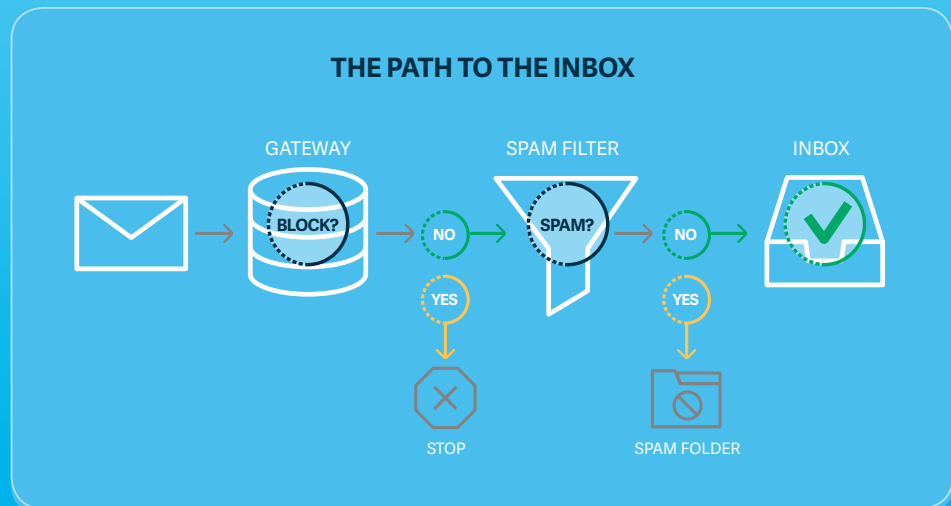 THE PATH TO THE INBOX
GATEWAY
SPAM FILTER
INBOX
BLOCK?
NO
SPAM?
NO
YES
YES
STOP
SPAM FOLDER